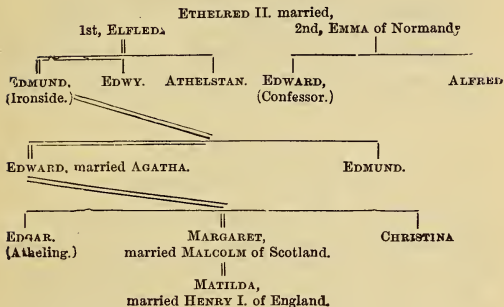 ETHELRED II. married,
1st, ELFLEDA 2nd, EMMA of Normandy
EDMUND. EDWY. ATHELSTAN. EDWARD, ALFRED
(Ironside.) (Confessor.)
EDWARD, married AGATHA. EDMUND.
EDGAR. MARGARET, CHRISTINA
(Atheling.) married MALCOLM of Scotland.
MATILDA,
married HENRY I. of England.